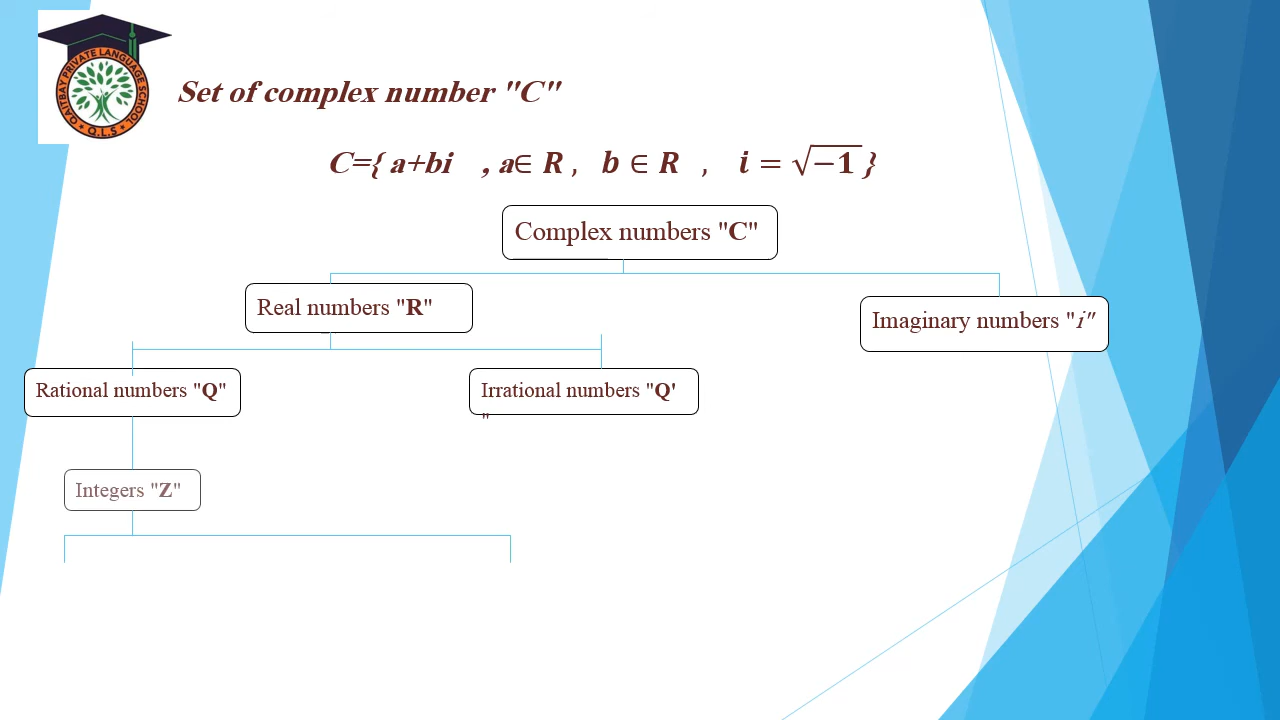 QAITBAY PRIVATE LANGUAGE SCHOOL
Q.L.S
Set of complex number "C"
C={ a+bi , a∈ R , b ∈ R , i = √−1 }
Complex numbers "C"
Real numbers "R"
Imaginary numbers "i"
Rational numbers "Q"
Irrational numbers "Q'
"
Integers "Z"